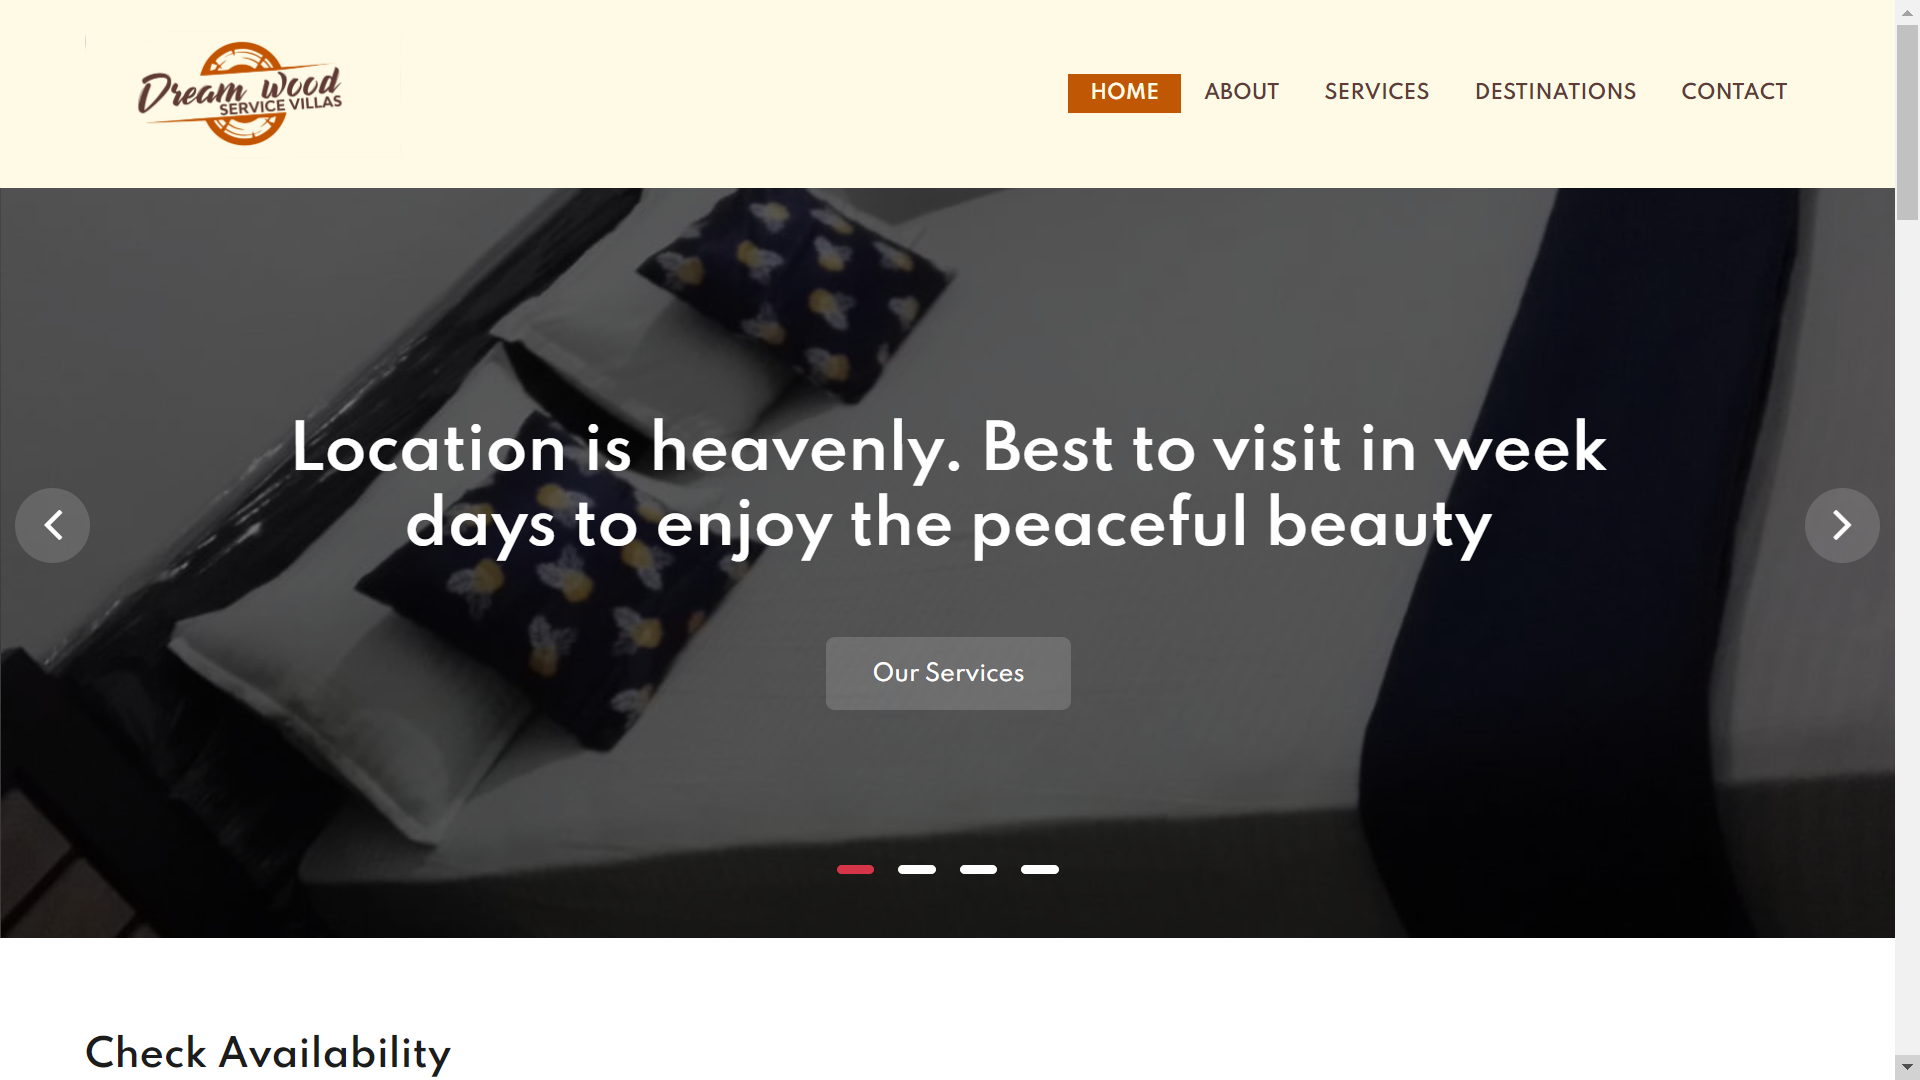 Dream wood
SERVICE VILLAS
HOME ABOUT SERVICES DESTINATIONS CONTACT
Location is heavenly. Best to visit in week
days to enjoy the peaceful beauty
Our Services
Check Availability